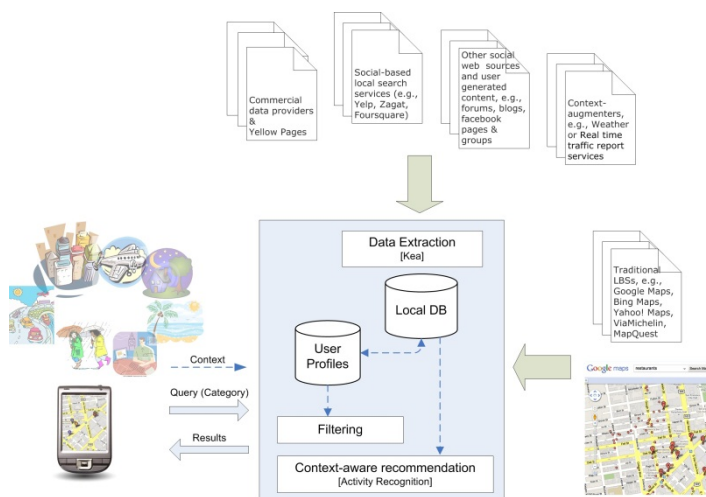 Commercial
data providers
&
Yellow Pages
Social-based
local search
services (e.g.,
Yelp, Zagat,
Foursquare)
Other social
web sources
and user
generated
content, e.g.,
forums, blogs,
facebook
pages &
groups
Context-
augmenters,
e.g., Weather
or Real time
traffic report
services
Data Extraction
[Kea]
Local DB
User
Profiles
Filtering
Context-aware recommendation
[Activity Recognition]
Context
Query (Category)
Results
Traditional
LBSs, e.g.,
Google Maps,
Bing Maps,
Yahoo! Maps,
ViaMichelin,
MapQuest
Google maps
restaurants